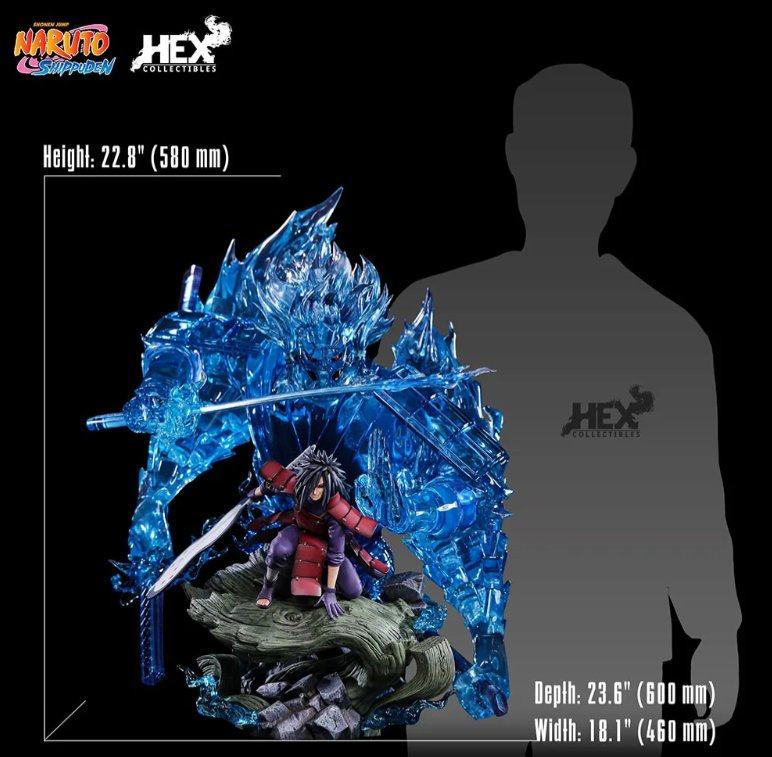 SHONEN JUMP
NARUTO
SHIPPUDEN
HEX
COLLECTIBLES
Height: 22.8" (580 mm)
HEX
COLLECTIBLES
Depth: 23.6" (600 mm)
Width: 18.1" (460 mm)